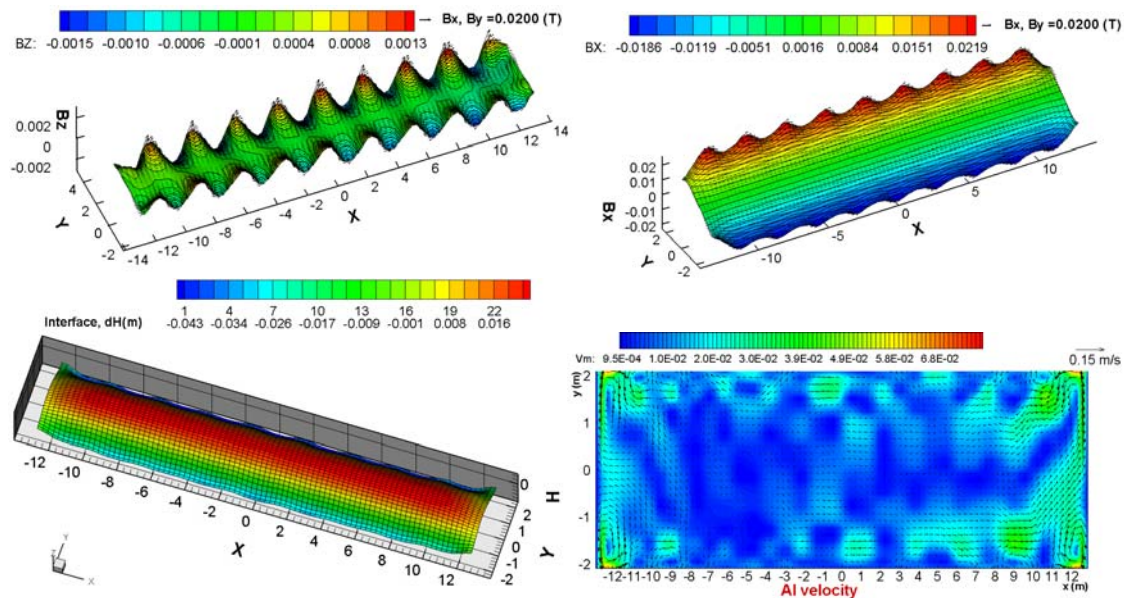 Bx, By =0.0200 (T)
BZ: -0.0015 -0.0010 -0.0006 -0.0001 0.0004 0.0008 0.0013
Bz
0.002
0
-0.002
Y
4
2
0
-2
-14 -12 -10 -8 -6 -4 -2 0 2 4 6 8 10 12 14
X
Bx, By =0.0200 (T)
BX: -0.0186 -0.0119 -0.0051 0.0016 0.0084 0.0151 0.0219
0.02
0.01
0
-0.01
-0.02
Bx
Y
2
0
-2
-10 -5 0 5 10
X
1 4 7 10 13 16 19 22
Interface, dH(m) -0.043 -0.034 -0.026 -0.017 -0.009 -0.001 0.008 0.016
-12 -10 -8 -6 -4 -2 0 2 4 6 8 10 12
X
0
H
2
1
0
-1
-2
Y
Z Y X
Vm: 9.5E-04 1.0E-02 2.0E-02 3.0E-02 3.9E-02 4.9E-02 5.8E-02 6.8E-02
0.15 m/s
y (m)
2
1
0
-1
-2
-12 -11 -10 -9 -8 -7 -6 -5 -4 -3 -2 -1 0 1 2 3 4 5 6 7 8 9 10 11 12
x (m)
Al velocity